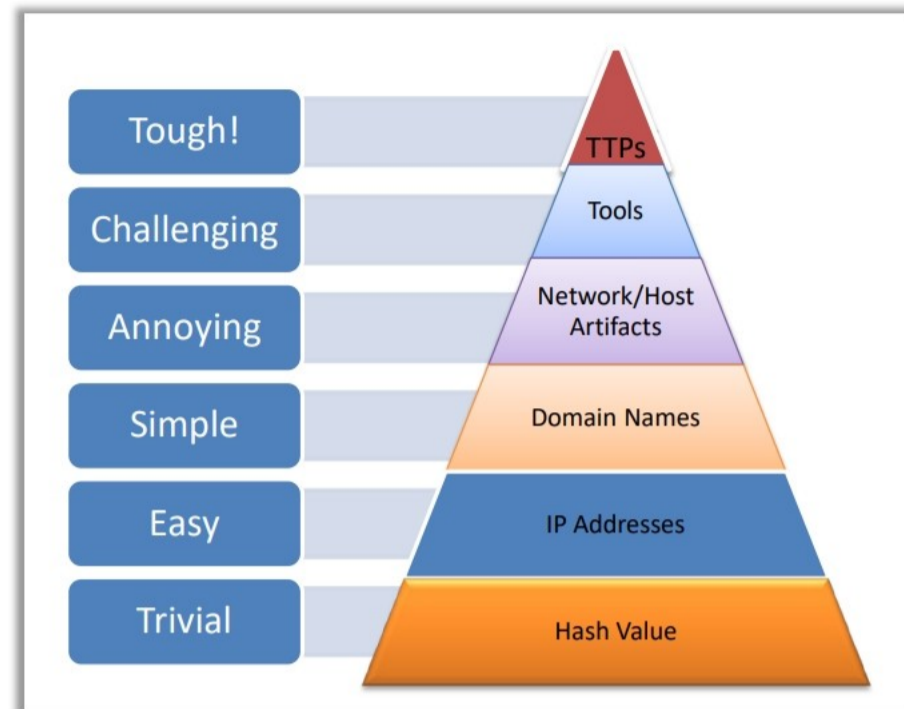 Tough!
TTPs
Challenging
Tools
Annoying
Network/Host
Artifacts
Simple
Domain Names
Easy
IP Addresses
Trivial
Hash Value